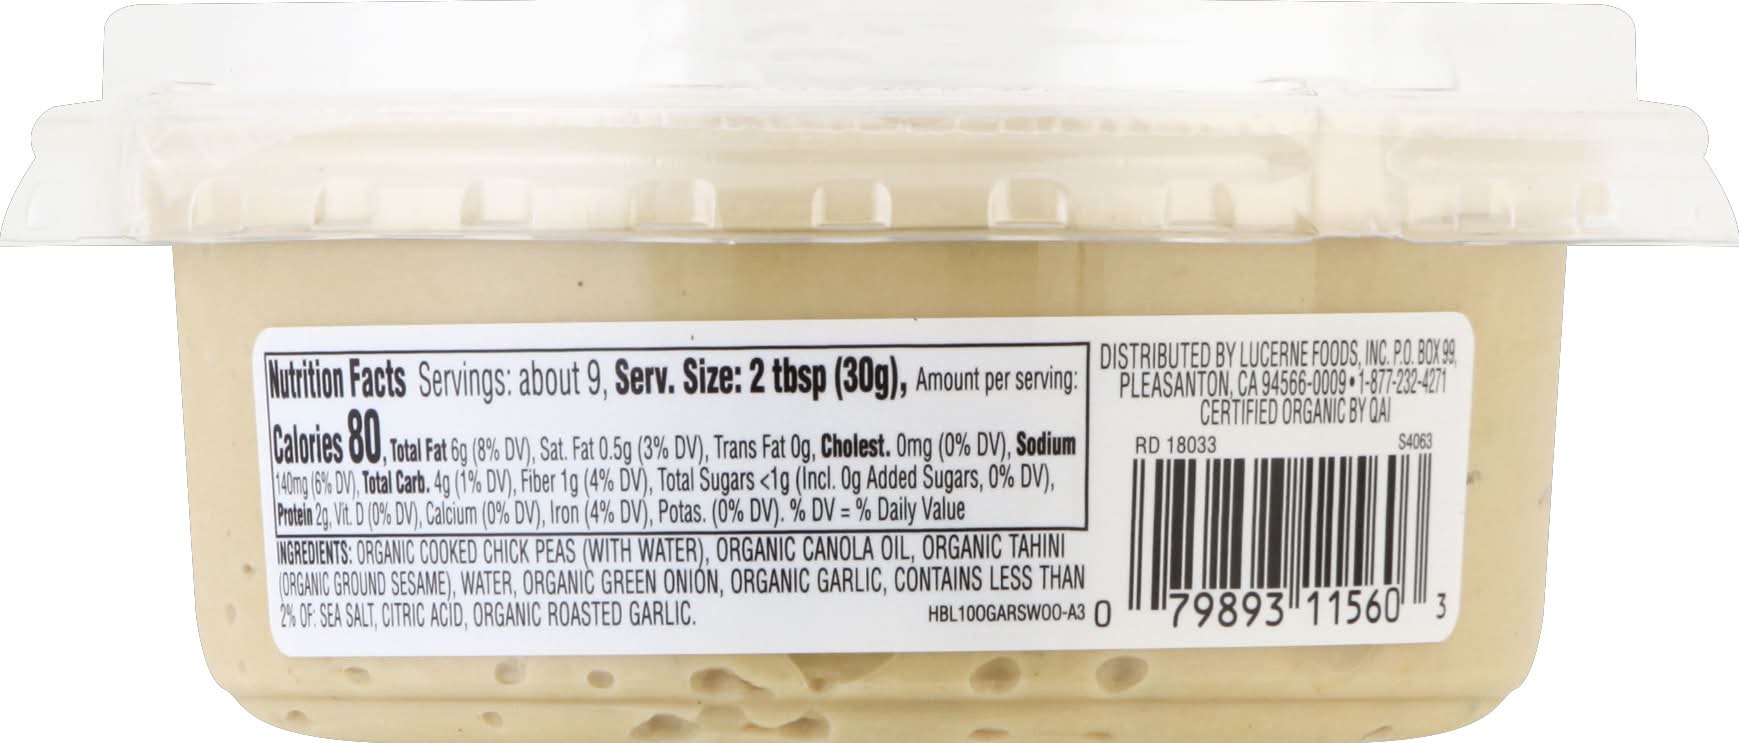 Nutrition Facts Servings: about 9, Serv. Size: 2 tbsp (30g), Amount per serving:
Calories 80, Total Fat 6g (8% DV), Sat. Fat 0.5g (3% DV), Trans Fat 0g, Cholest. 0mg (0% DV), Sodium
140mg (6% DV), Total Carb. 4g (1% DV), Fiber 1g (4% DV), Total Sugars <1g (Incl. 0g Added Sugars, 0% DV),
Protein 2g, Vit. D (0% DV), Calcium (0% DV), Iron (4% DV), Potas. (0% DV). % DV = % Daily Value
INGREDIENTS: ORGANIC COOKED CHICK PEAS (WITH WATER), ORGANIC CANOLA OIL, ORGANIC TAHINI
(ORGANIC GROUND SESAME), WATER, ORGANIC GREEN ONION, ORGANIC GARLIC, CONTAINS LESS THAN
2% OF: SEA SALT, CITRIC ACID, ORGANIC ROASTED GARLIC.
HBL10OGARSWOO-A3
DISTRIBUTED BY LUCERNE FOODS, INC. P.O. BOX 99,
PLEASANTON, CA 94566-0009 • 1-877-232-4271
CERTIFIED ORGANIC BY QAI
RD 18033 S4063
0 79893 11560 3